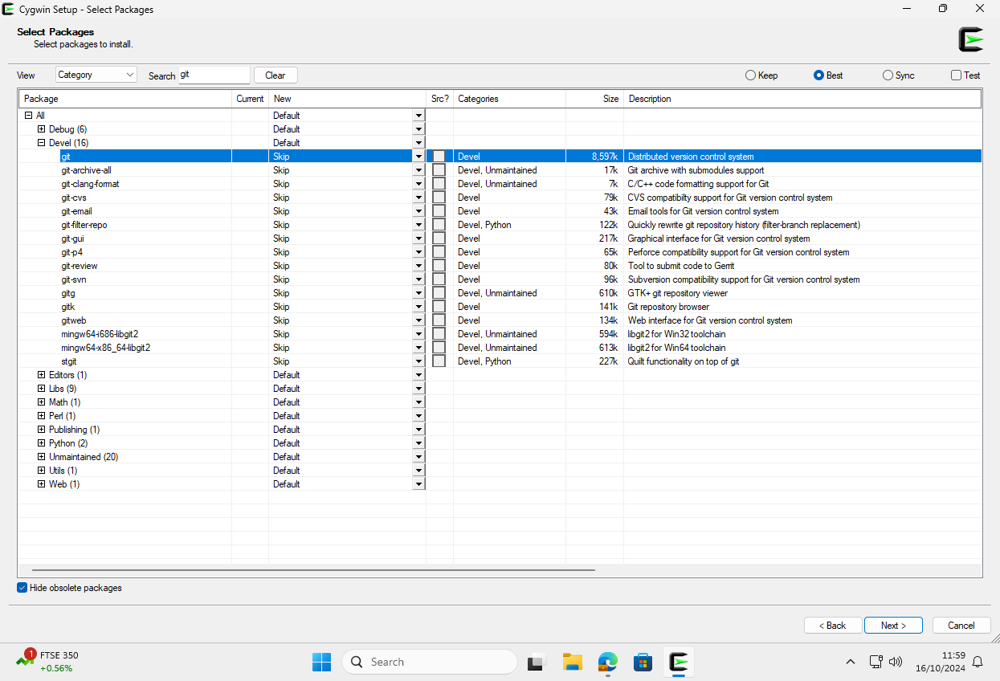 Cygwin Setup - Select Packages
Select Packages
Select packages to install.
View Category Search git Clear Keep Best Sync Test
Package Current New Src? Categories Size Description
All Default
Debug (6) Default
Devel (16) Default
git Skip Devel 8,597k Distributed version control system
git-archive-all Skip Devel, Unmaintained 17k Git archive with submodules support
git-clang-format Skip Devel, Unmaintained 7k C/C++ code formatting support for Git
git-cvs Skip Devel 79k CVS compatibilty support for Git version control system
git-email Skip Devel 43k Email tools for Git version control system
git-filter-repo Skip Devel, Python 122k Quickly rewrite git repository history (filter-branch replacement)
git-gui Skip Devel 217k Graphical interface for Git version control system
git-p4 Skip Devel 65k Perforce compatibility support for Git version control system
git-review Skip Devel 80k Tool to submit code to Gerrit
git-svn Skip Devel 96k Subversion compatibility support for Git version control system
gitg Skip Devel, Unmaintained 610k GTK+ git repository viewer
gitk Skip Devel 141k Git repository browser
gitweb Skip Devel 134k Web interface for Git version control system
mingw64-i686-libgit2 Skip Devel, Unmaintained 594k libgit2 for Win32 toolchain
mingw64-x86_64-libgit2 Skip Devel, Unmaintained 613k libgit2 for Win64 toolchain
stgit Skip Devel, Python 227k Quilt functionality on top of git
Editors (1) Default
Libs (9) Default
Math (1) Default
Perl (1) Default
Publishing (1) Default
Python (2) Default
Unmaintained (20) Default
Utils (1) Default
Web (1) Default
Hide obsolete packages
< Back Next > Cancel
1 FTSE 350
+0.56%
Search
11:59
16/10/2024